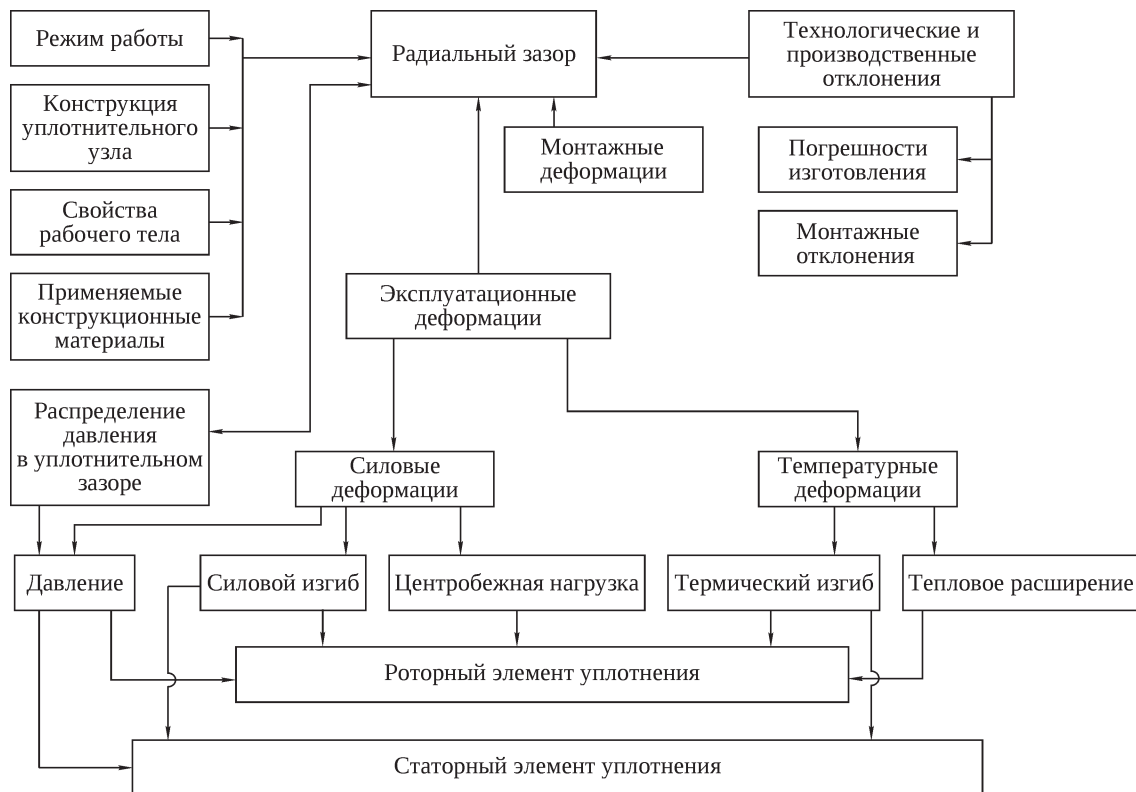 Режим работы
Радиальный зазор
Технологические и
производственные
отклонения
Конструкция
уплотнительного
узла
Монтажные
деформации
Погрешности
изготовления
Свойства
рабочего тела
Монтажные
отклонения
Применяемые
конструкционные
материалы
Эксплуатационные
деформации
Распределение
давления
в уплотнительном
зазоре
Силовые
деформации
Температурные
деформации
Давление
Силовой изгиб
Центробежная нагрузка
Термический изгиб
Тепловое расширение
Роторный элемент уплотнения
Статорный элемент уплотнения